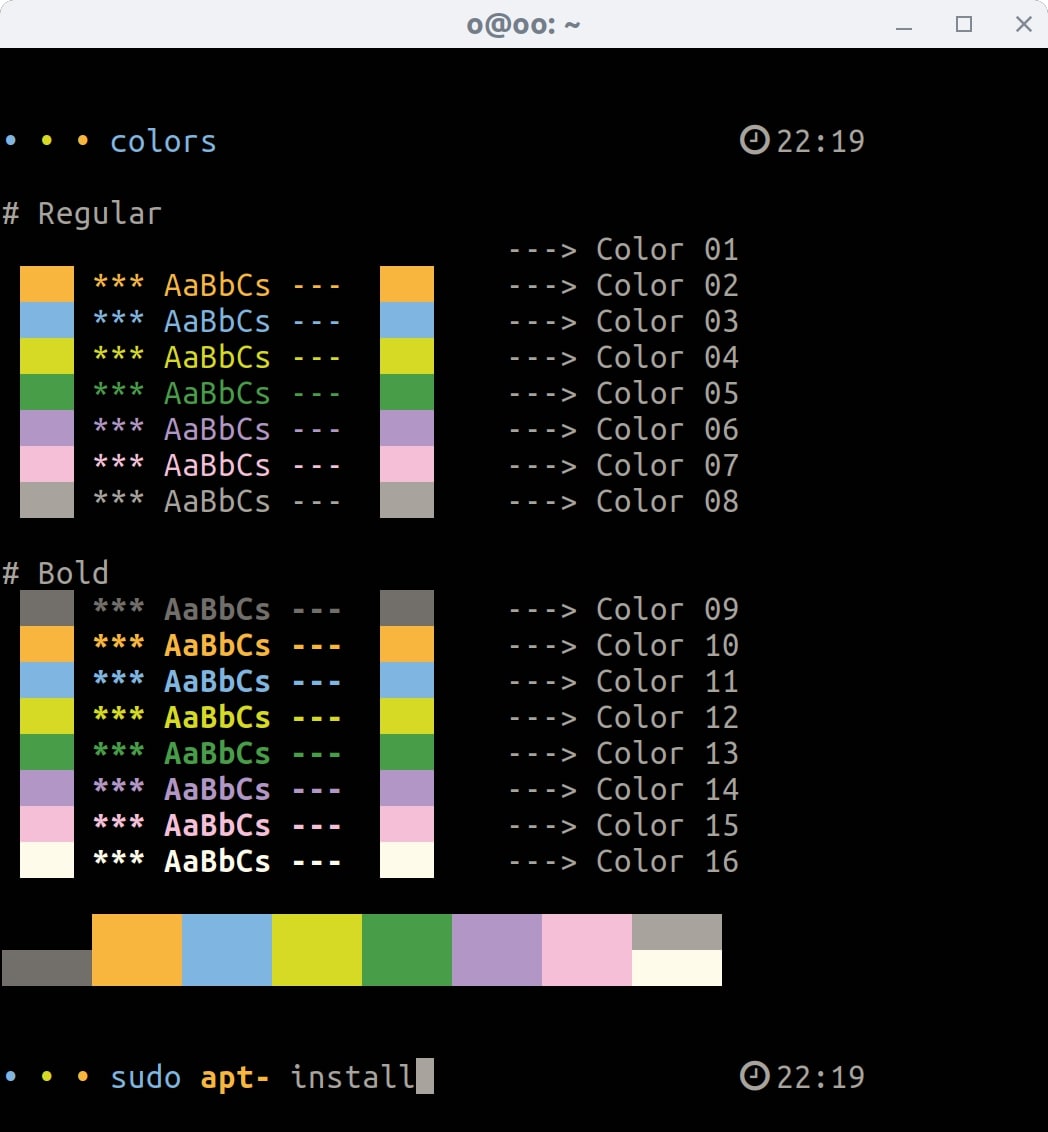 o@oo: ~
• • • colors 22:19
# Regular
---> Color 01
*** AaBbCs --- ---> Color 02
*** AaBbCs --- ---> Color 03
*** AaBbCs --- ---> Color 04
*** AaBbCs --- ---> Color 05
*** AaBbCs --- ---> Color 06
*** AaBbCs --- ---> Color 07
*** AaBbCs --- ---> Color 08
# Bold
*** AaBbCs --- ---> Color 09
*** AaBbCs --- ---> Color 10
*** AaBbCs --- ---> Color 11
*** AaBbCs --- ---> Color 12
*** AaBbCs --- ---> Color 13
*** AaBbCs --- ---> Color 14
*** AaBbCs --- ---> Color 15
*** AaBbCs --- ---> Color 16
• • • sudo apt- install 22:19